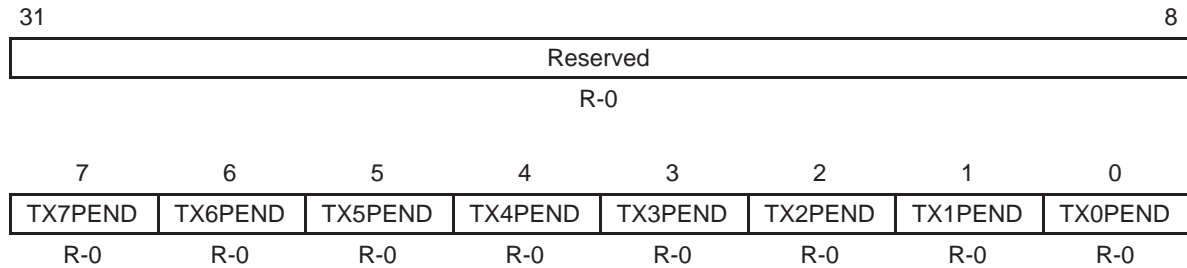 31 8
Reserved
R-0
7 6 5 4 3 2 1 0
TX7PEND TX6PEND TX5PEND TX4PEND TX3PEND TX2PEND TX1PEND TX0PEND
R-0 R-0 R-0 R-0 R-0 R-0 R-0 R-0